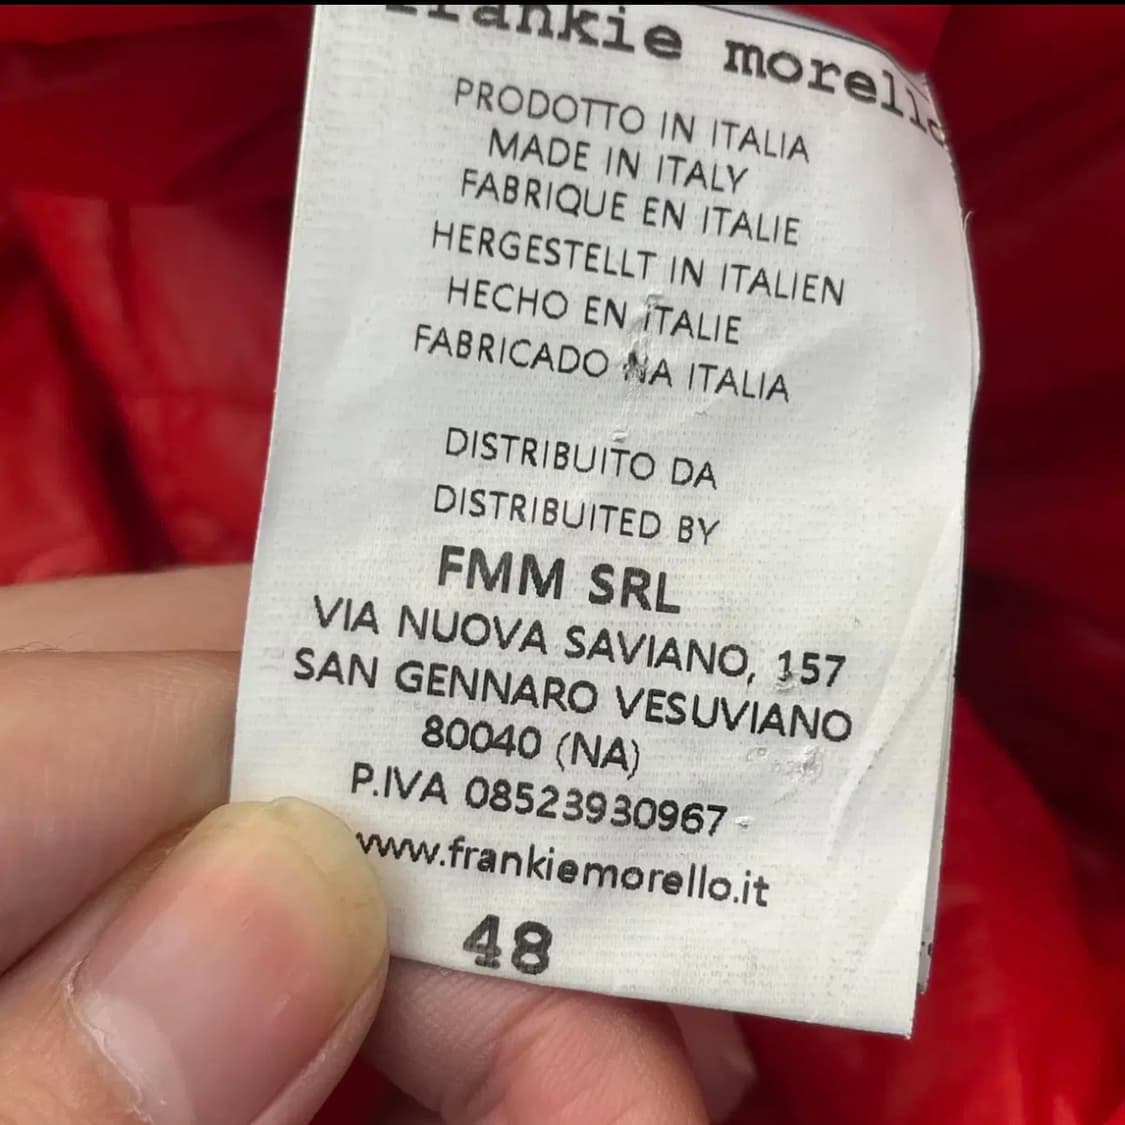 frankie morello
PRODOTTO IN ITALIA
MADE IN ITALY
FABRIQUE EN ITALIE
HERGESTELLT IN ITALIEN
HECHO EN ITALIE
FABRICADO NA ITALIA
DISTRIBUITO DA
DISTRIBUITED BY
FMM SRL
VIA NUOVA SAVIANO, 157
SAN GENNARO VESUVIANO
80040 (NA)
P.IVA 08523930967
www.frankiemorello.it
48